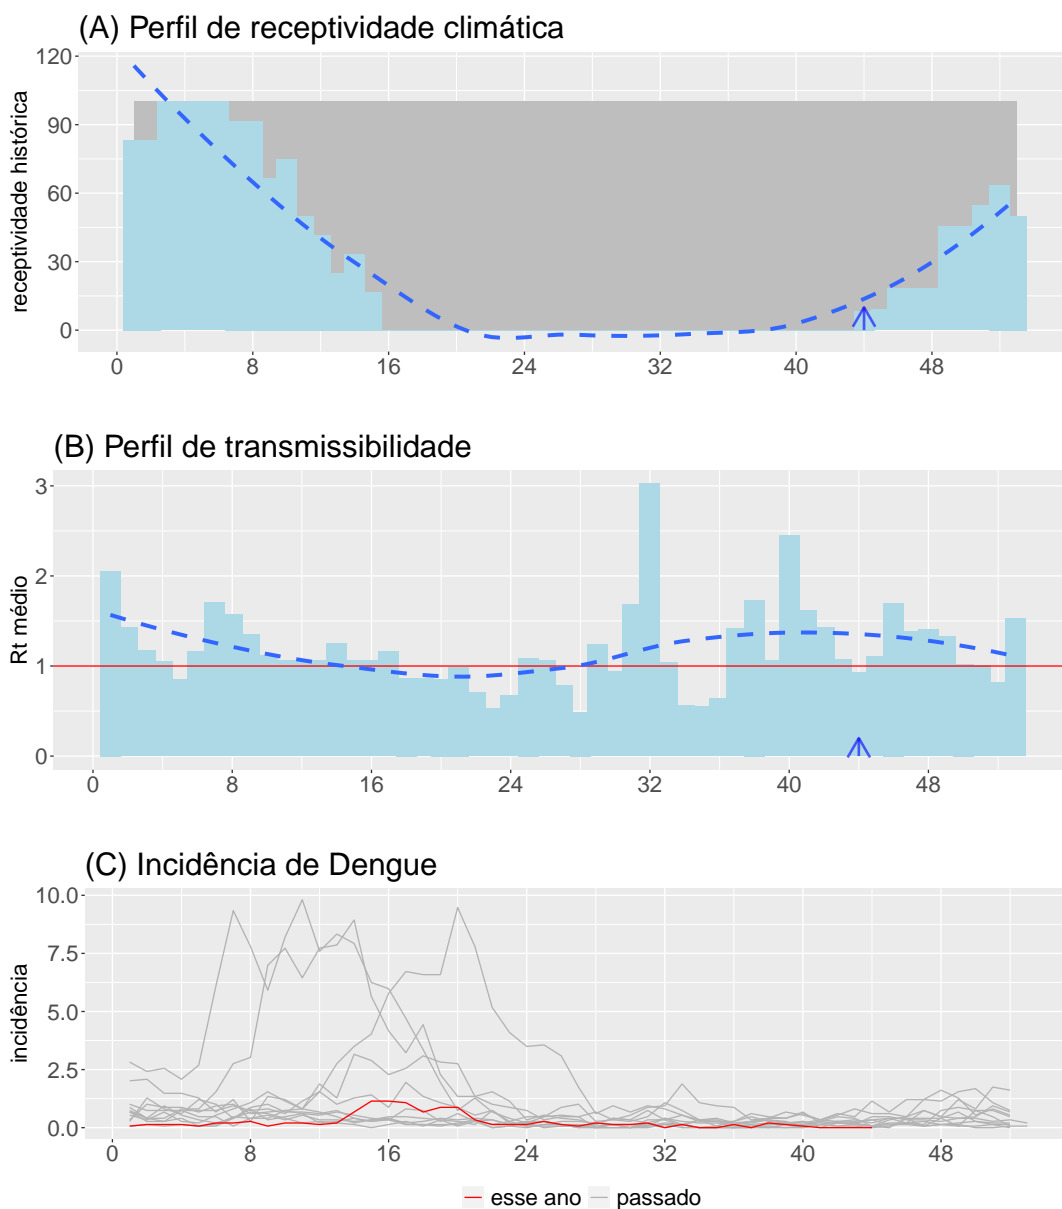 (A) Perfil de receptividade climática
receptividade histórica
120
90
60
30
0
0 8 16 24 32 40 48
(B) Perfil de transmissibilidade
Rt médio
3
2
1
0
0 8 16 24 32 40 48
(C) Incidência de Dengue
incidência
10.0
7.5
5.0
2.5
0.0
0 8 16 24 32 40 48
esse ano passado